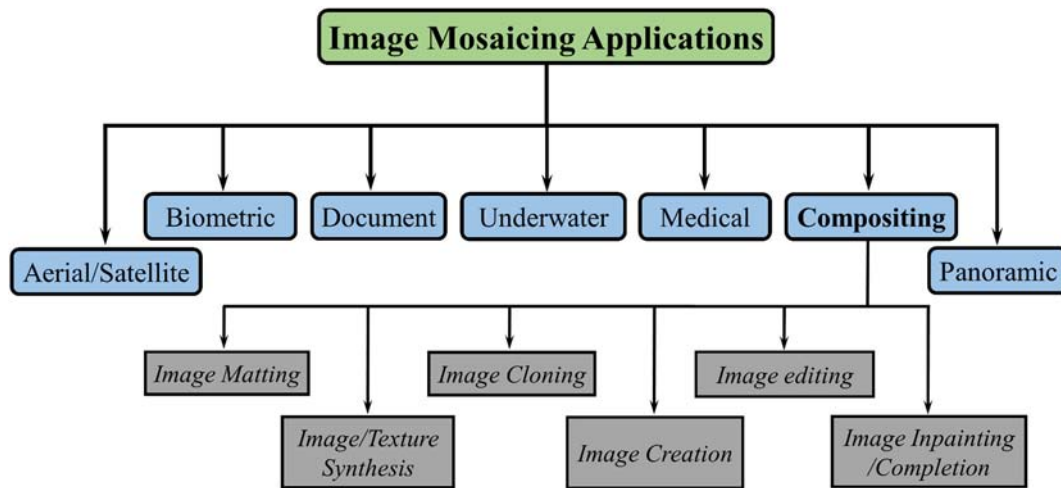 Image Mosaicing Applications
Biometric
Document
Underwater
Medical
Compositing
Aerial/Satellite
Panoramic
Image Matting
Image Cloning
Image editing
Image/Texture
Synthesis
Image Creation
Image Inpainting
/Completion